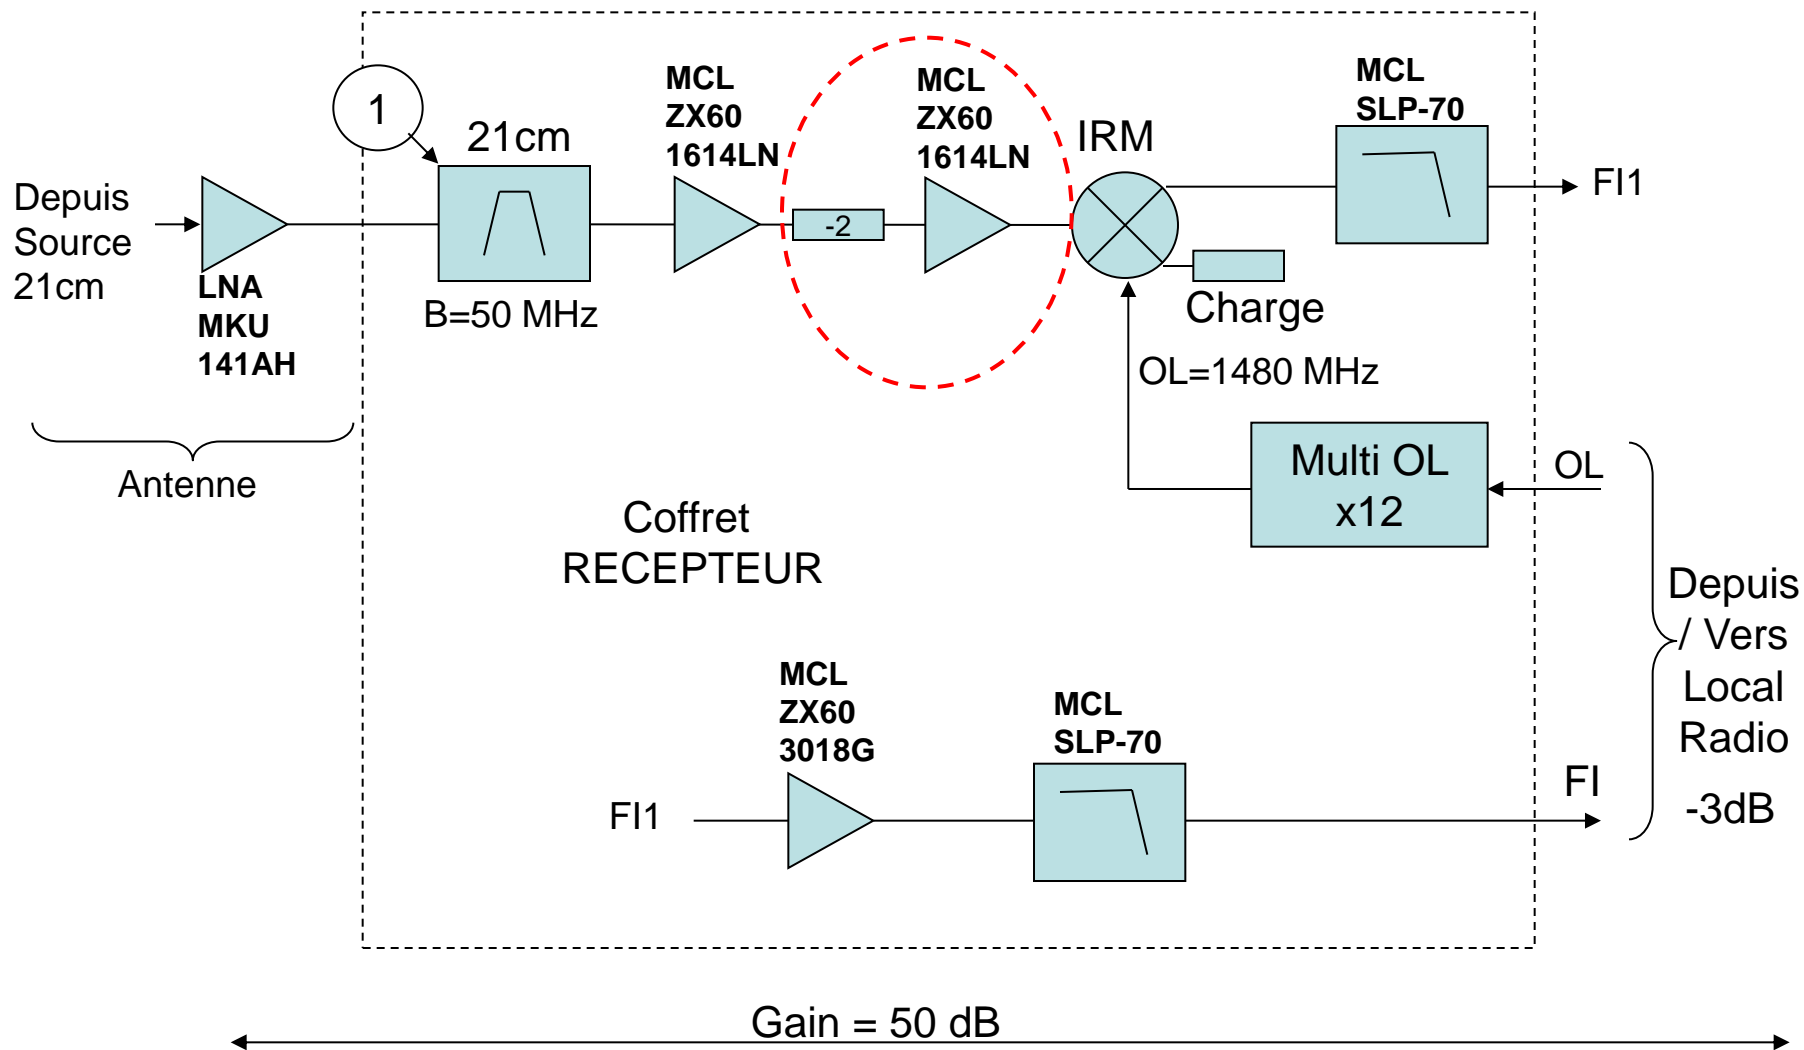 1
21cm
MCL
ZX60
1614LN
-2
MCL
ZX60
1614LN
IRM
MCL
SLP-70
FI1
Depuis
Source
21cm
LNA
MKU
141AH
B=50 MHz
Charge
OL=1480 MHz
Antenne
Multi OL
x12
OL
Coffret
RECEPTEUR
Depuis
/ Vers
Local
Radio
-3dB
MCL
ZX60
3018G
MCL
SLP-70
FI1
FI
Gain = 50 dB